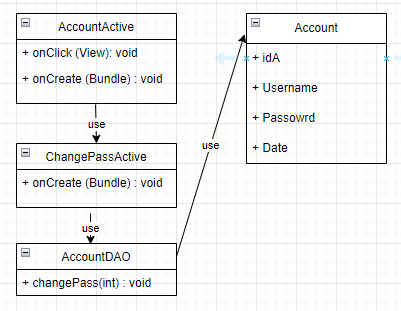 AccountActive
+ onClick (View): void
+ onCreate (Bundle) : void
use
ChangePassActive
+ onCreate (Bundle) : void
use
AccountDAO
+ changePass(int) : void
use
Account
+ idA
+ Username
+ Passowrd
+ Date